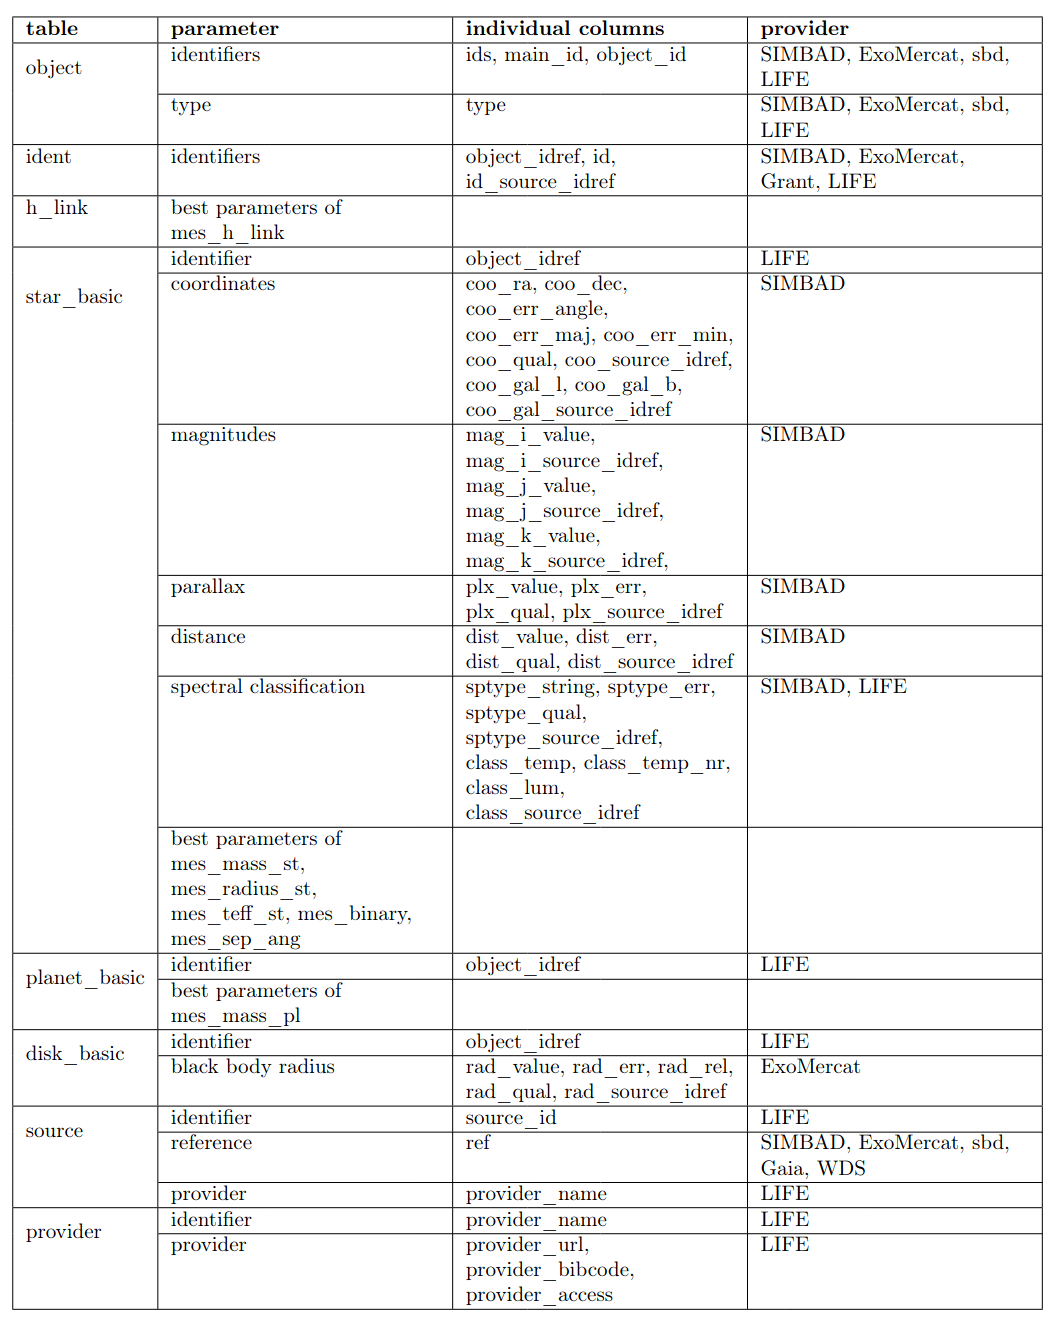 table parameter individual columns provider
object identifiers ids, main_id, object_id SIMBAD, ExoMercat, sbd,
LIFE
type type SIMBAD, ExoMercat, sbd,
LIFE
ident identifiers object_idref, id, SIMBAD, ExoMercat,
id_source_idref Grant, LIFE
h_link best parameters of
mes_h_link
star_basic identifier object_idref LIFE
coordinates coo_ra, coo_dec, SIMBAD
coo_err_angle,
coo_err_maj, coo_err_min,
coo_qual, coo_source_idref,
coo_gal_l, coo_gal_b,
coo_gal_source_idref
magnitudes mag_i_value, SIMBAD
mag_i_source_idref,
mag_j_value,
mag_j_source_idref,
mag_k_value,
mag_k_source_idref,
parallax plx_value, plx_err, SIMBAD
plx_qual, plx_source_idref
distance dist_value, dist_err, SIMBAD
dist_qual, dist_source_idref
spectral classification sptype_string, sptype_err, SIMBAD, LIFE
sptype_qual,
sptype_source_idref,
class_temp, class_temp_nr,
class_lum,
class_source_idref
best parameters of
mes_mass_st,
mes_radius_st,
mes_teff_st, mes_binary,
mes_sep_ang
planet_basic identifier object_idref LIFE
best parameters of
mes_mass_pl
disk_basic identifier object_idref LIFE
black body radius rad_value, rad_err, rad_rel, ExoMercat
rad_qual, rad_source_idref
source identifier source_id LIFE
reference ref SIMBAD, ExoMercat, sbd,
Gaia, WDS
provider provider_name LIFE
provider identifier provider_name LIFE
provider provider_url, LIFE
provider_bibcode,
provider_access